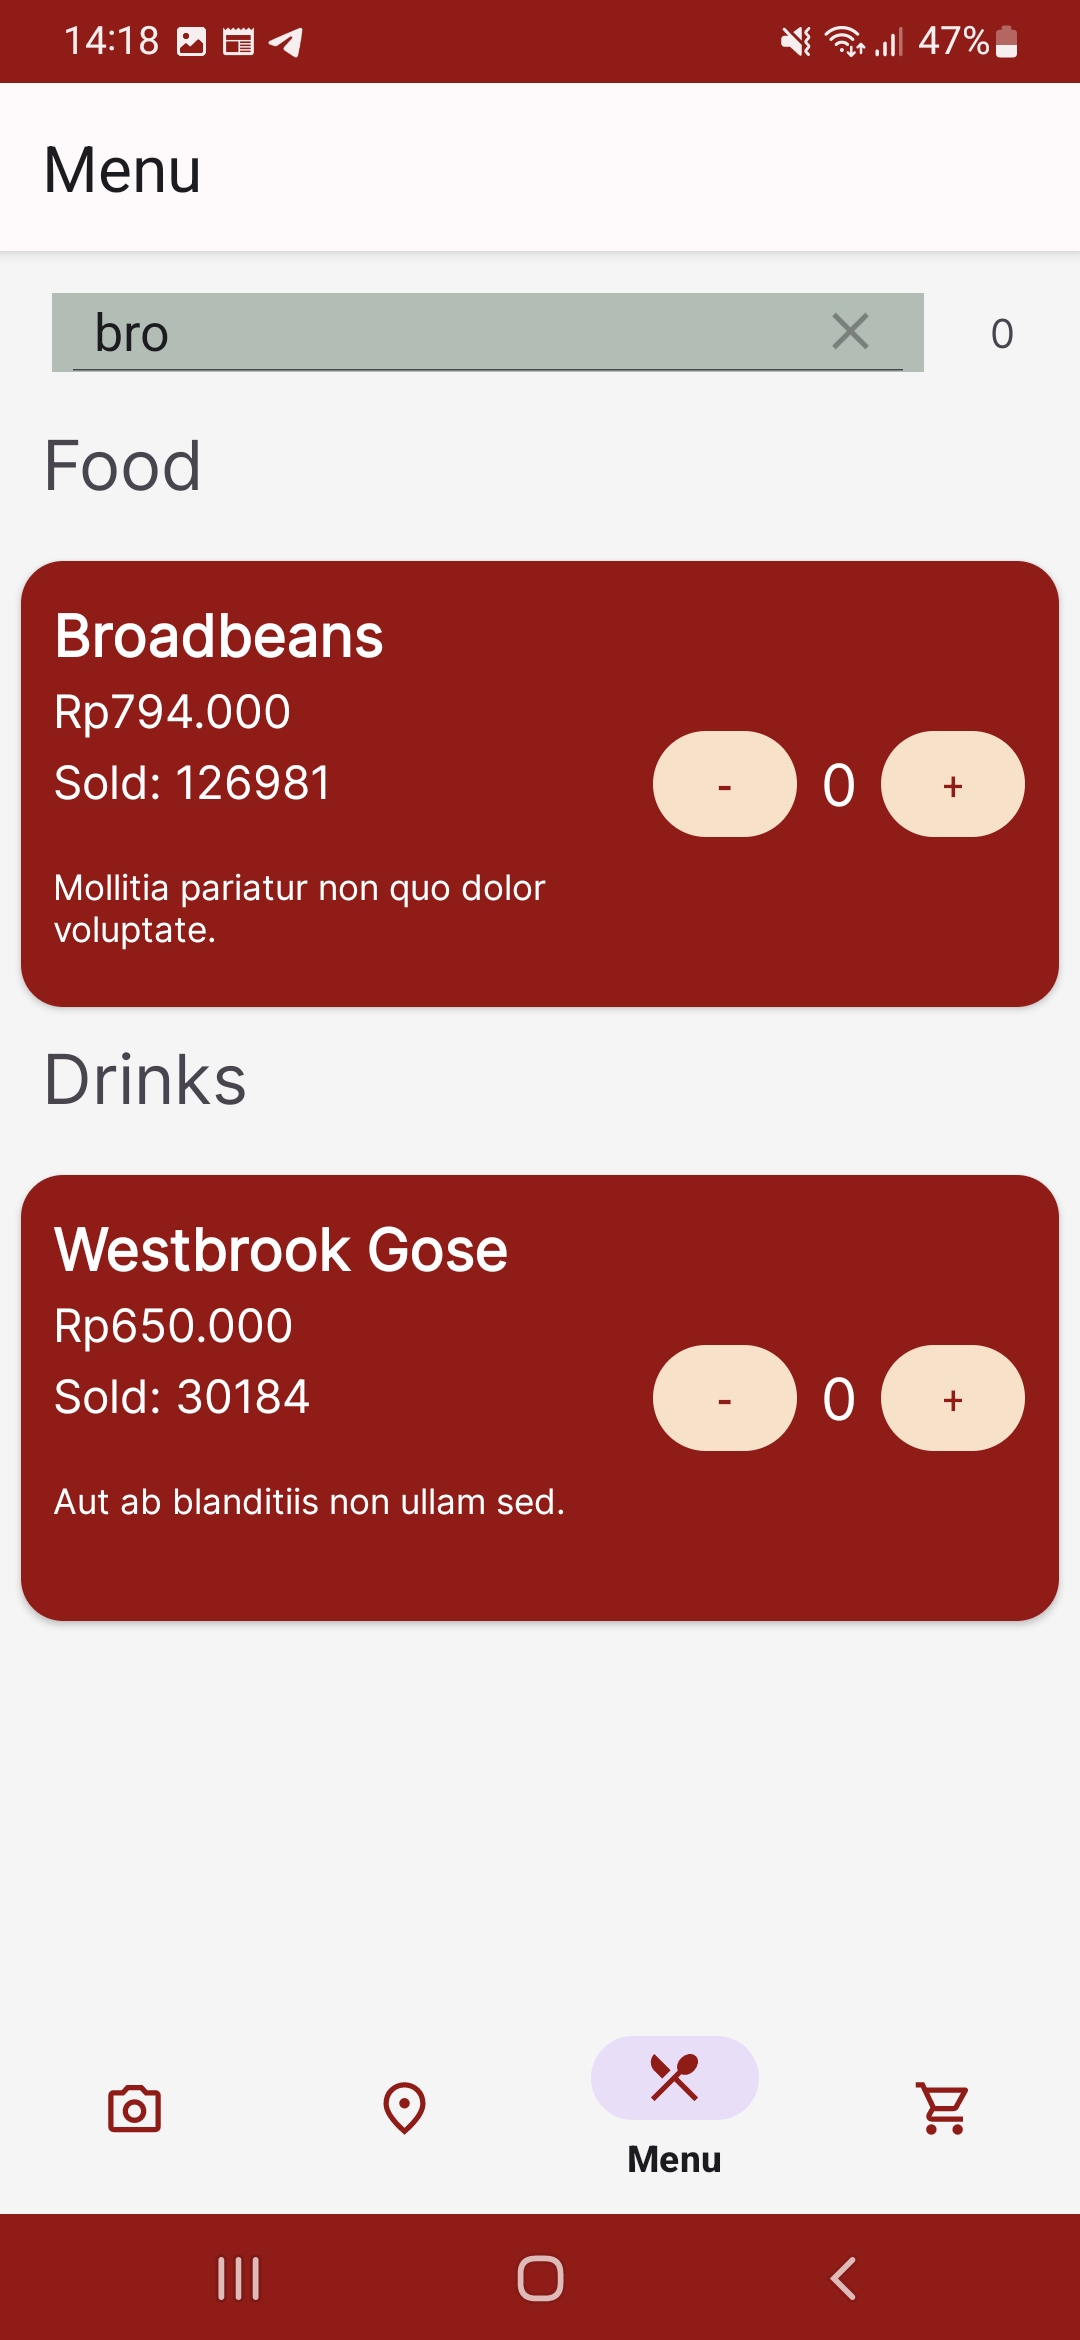 14:18 47%
Menu
bro 0
Food
Broadbeans
Rp794.000
Sold: 126981
- 0 +
Mollitia pariatur non quo dolor
voluptate.
Drinks
Westbrook Gose
Rp650.000
Sold: 30184
- 0 +
Aut ab blanditiis non ullam sed.
Menu